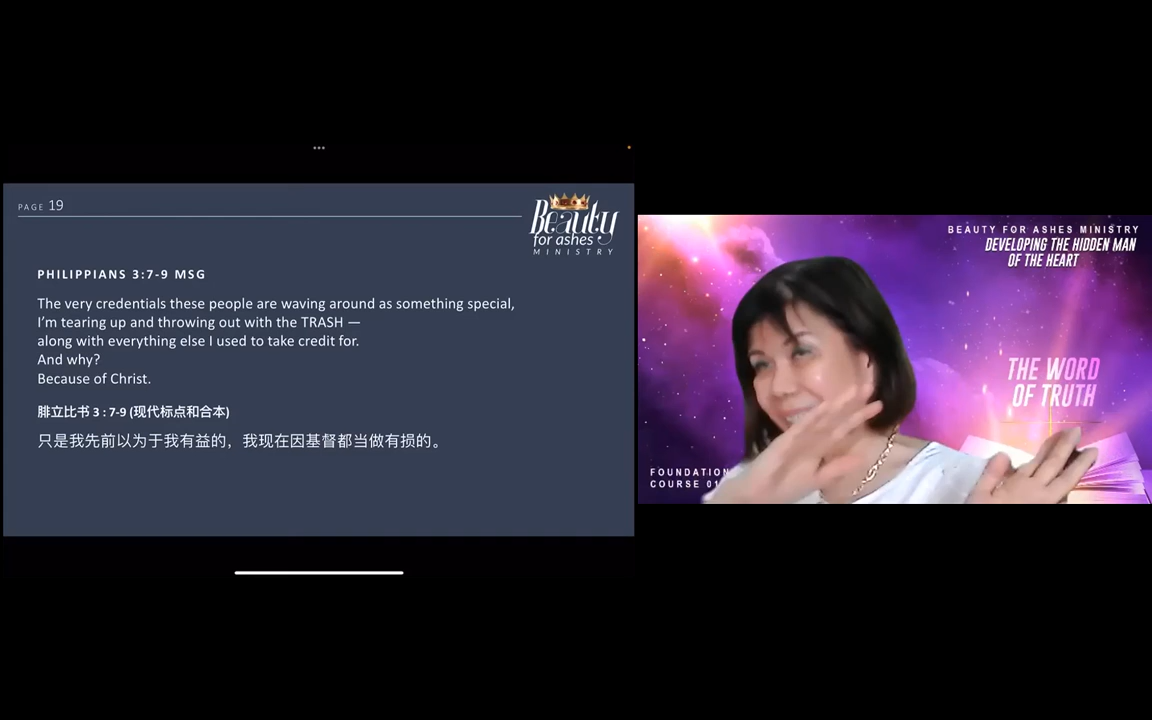 PAGE 19
Beauty
for ashes
MINISTRY
PHILIPPIANS 3:7-9 MSG
The very credentials these people are waving around as something special,
I’m tearing up and throwing out with the TRASH —
along with everything else I used to take credit for.
And why?
Because of Christ.
腓立比书 3 : 7-9 (现代标点和合本)
只是我先前以为于我有益的，我现在因基督都当做有损的。
BEAUTY FOR ASHES MINISTRY
DEVELOPING THE HIDDEN MAN
OF THE HEART
THE WORD
OF TRUTH
FOUNDATION
COURSE 01